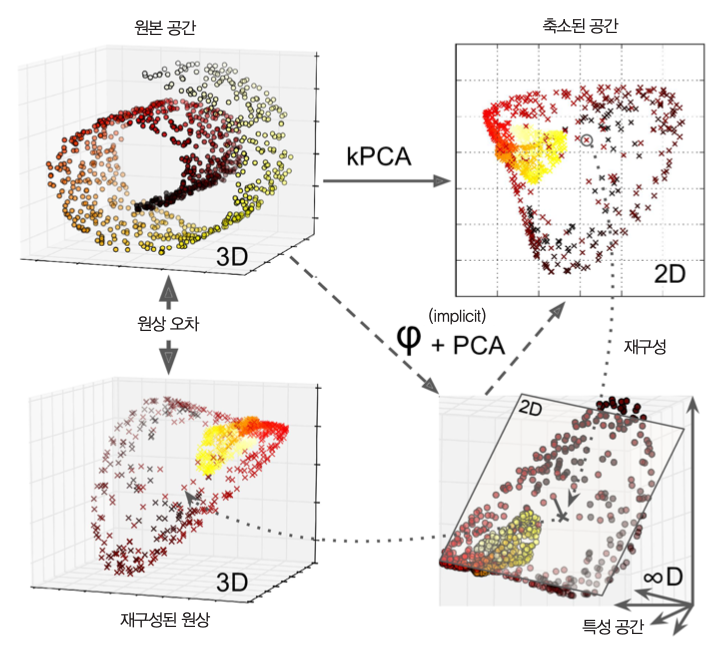 원본 공간
축소된 공간
kPCA
3D
2D
원상 오차
(implicit)
φ + PCA
재구성
2D
3D
∞D
재구성된 원상
특성 공간